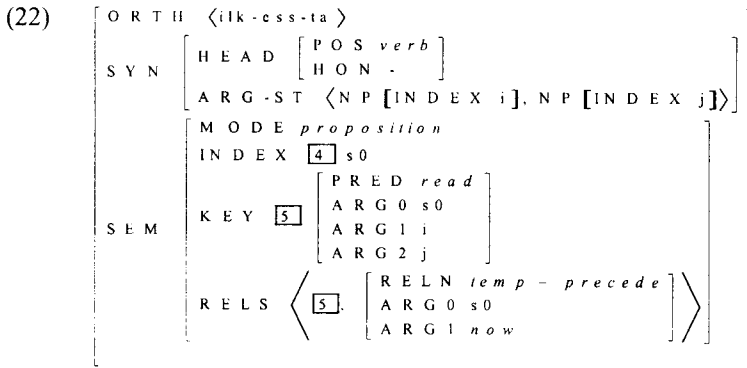 (22)
ORTH 〈ilk-ess-ta〉
SYN
HEAD
POS verb
HON -
ARG-ST 〈NP[INDEX i], NP[INDEX j]〉
SEM
MODE proposition
INDEX 4 s0
KEY 5
PRED read
ARG0 s0
ARG1 i
ARG2 j
RELS 〈 5 .
RELN temp - precede
ARG0 s0
ARG1 now
〉